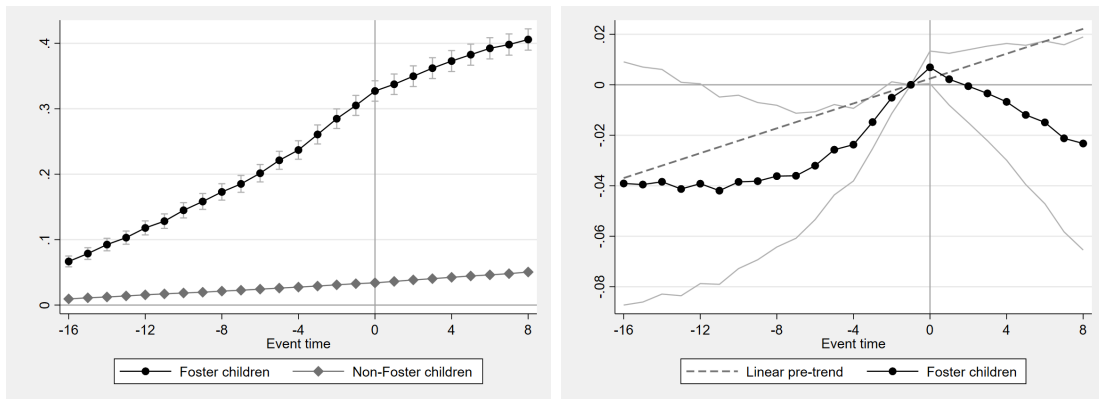 .4
.3
.2
.1
0
-16 -12 -8 -4 0 4 8
Event time
Foster children Non-Foster children
.02
0
-.02
-.04
-.06
-.08
-16 -12 -8 -4 0 4 8
Event time
Linear pre-trend Foster children